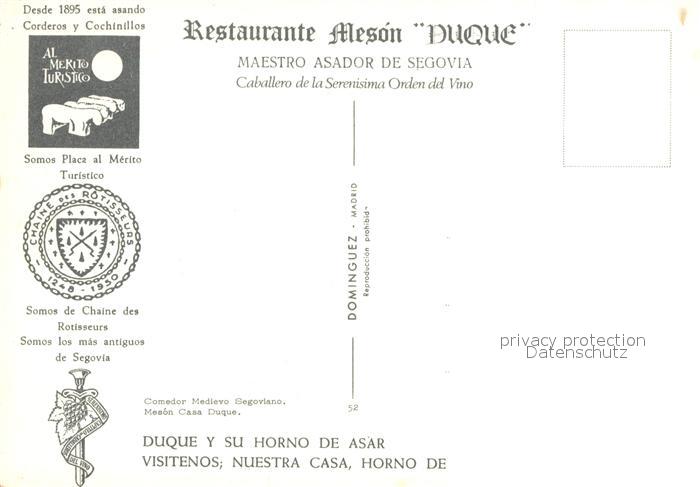 Desde 1895 está asando
Corderos y Cochinillos
AL
MERITO
TURISTICO
Somos Placa al Mérito
Turístico
CHAINE DES RÔTISSEURS
1248 - 1950
Somos de Chaine des
Rotisseurs
Somos los más antiguos
de Segovia
Restaurante Mesón "DUQUE"
MAESTRO ASADOR DE SEGOVIA
Caballero de la Serenisima Orden del Vino
DOMINGUEZ - MADRID
Reproducción prohibida
52
privacy protection
Datenschutz
Comedor Medievo Segoviano.
Mesón Casa Duque.
DUQUE Y SU HORNO DE ASAR
VISITENOS; NUESTRA CASA, HORNO DE